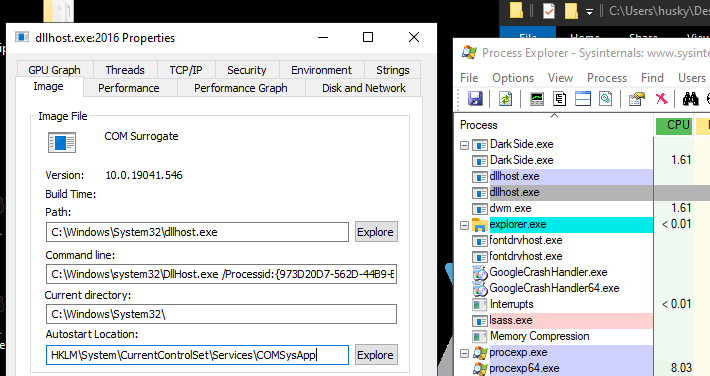 C:\Users\husky\Des
File
dllhost.exe:2016 Properties
GPU Graph Threads TCP/IP Security Environment Strings
Image Performance Performance Graph Disk and Network
Image File
COM Surrogate
Version: 10.0.19041.546
Build Time:
Path:
C:\Windows\System32\dllhost.exe Explore
Command line:
C:\Windows\system32\DllHost.exe /Processid:{973D20D7-562D-44B9-B
Current directory:
C:\Windows\System32\
Autostart Location:
HKLM\System\CurrentControlSet\Services\COMSysApp Explore
Process Explorer - Sysinternals: www.sysinte
File Options View Process Find Users
Process CPU
DarkSide.exe
DarkSide.exe 1.61
dllhost.exe
dllhost.exe
dwm.exe 1.61
explorer.exe < 0.01
fontdrvhost.exe
fontdrvhost.exe
GoogleCrashHandler.exe
GoogleCrashHandler64.exe
Interrupts < 0.01
lsass.exe
Memory Compression
procexp.exe
procexp64.exe 8.03